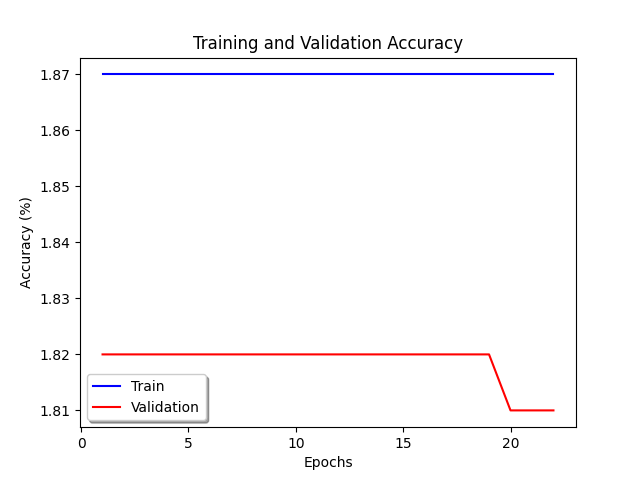 Training and Validation Accuracy
1.87
1.86
1.85
1.84
1.83
1.82
1.81
Accuracy (%)
Train
Validation
0
5
10
15
20
Epochs